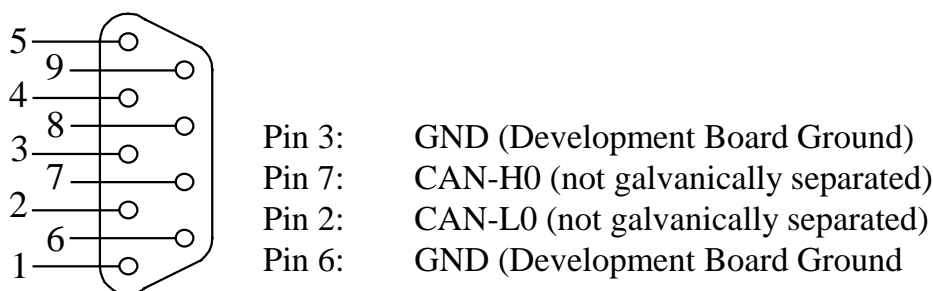 5
9
4
8
3
7
2
6
1
Pin 3: GND (Development Board Ground)
Pin 7: CAN-H0 (not galvanically separated)
Pin 2: CAN-L0 (not galvanically separated)
Pin 6: GND (Development Board Ground